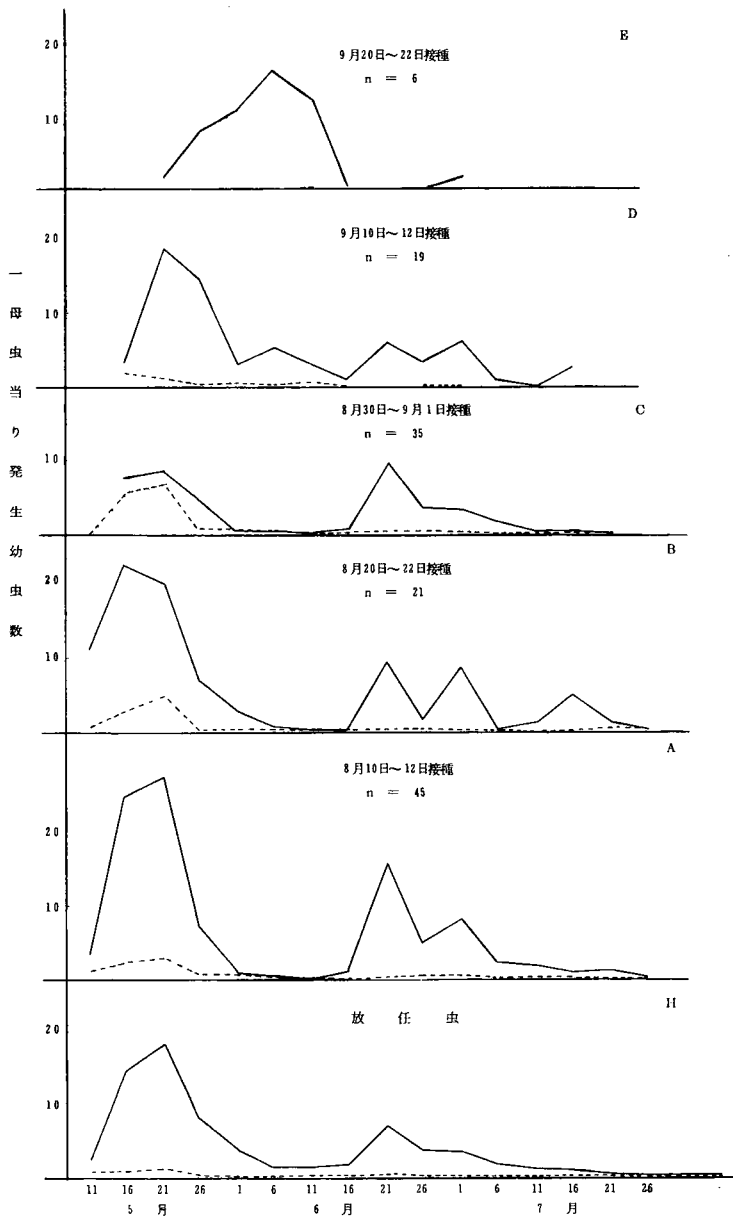 一母虫当り発生幼虫数
E
9月20日~22日接種
n = 6
20
10
D
9月10日~12日接種
n = 19
20
10
C
8月30日~9月1日接種
n = 35
10
B
8月20日~22日接種
n = 21
20
10
A
8月10日~12日接種
n = 45
20
10
H
放任虫
20
10
11 16 21 26 1 6 11 16 21 26 1 6 11 16 21 26
5月 6月 7月